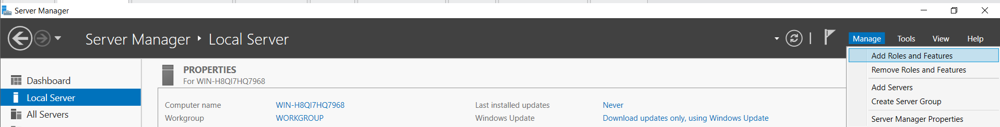 Server Manager
Server Manager ‣ Local Server
Manage Tools View Help
Add Roles and Features
Remove Roles and Features
Add Servers
Create Server Group
Server Manager Properties
Dashboard
Local Server
All Servers
PROPERTIES
For WIN-H8QI7HQ7968
Computer name WIN-H8QI7HQ7968 Last installed updates Never
Workgroup WORKGROUP Windows Update Download updates only, using Windows Update